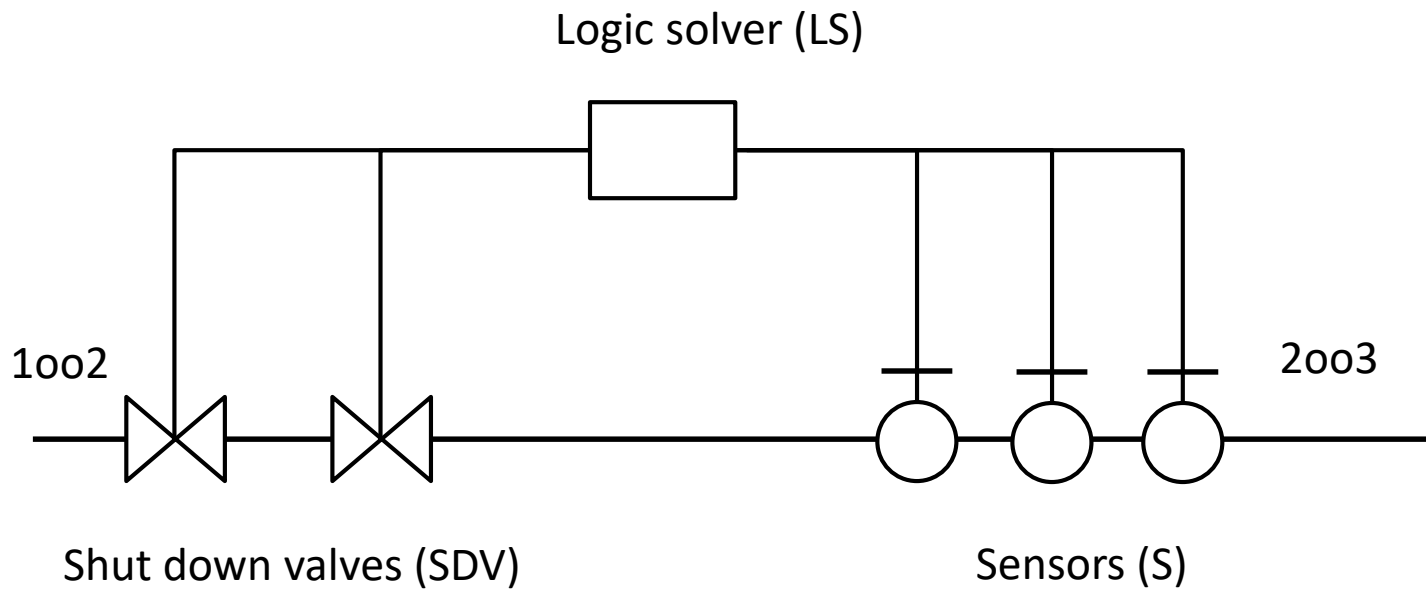 Logic solver (LS)
1oo2
2oo3
Shut down valves (SDV)
Sensors (S)